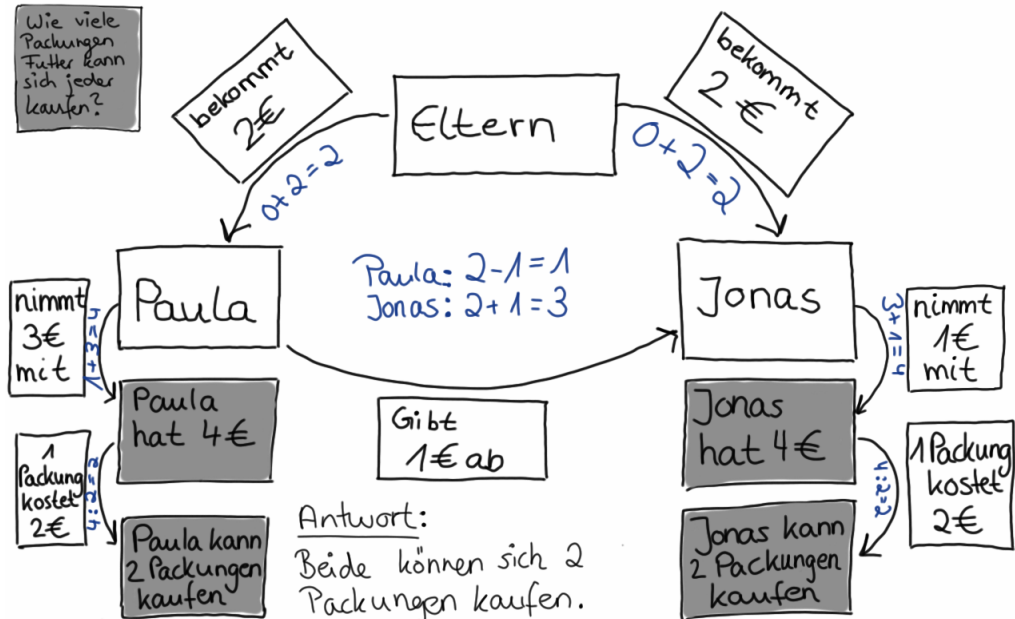 Wie viele
Packungen
Futter kann
sich jeder
kaufen?
bekommt
2€
Eltern
bekommt
2€
0+2=2
0+2=2
Paula
Paula: 2-1=1
Jonas: 2+1=3
Jonas
nimmt
3€
mit
1+3=4
3+1=4
nimmt
1€
mit
Paula
hat 4€
Gibt
1€ ab
Jonas
hat 4€
1
Packung
kostet
2€
4:2=2
4:2=2
1 Packung
kostet
2€
Paula kann
2 Packungen
kaufen
Antwort:
Beide können sich 2
Packungen kaufen.
Jonas kann
2 Packungen
kaufen